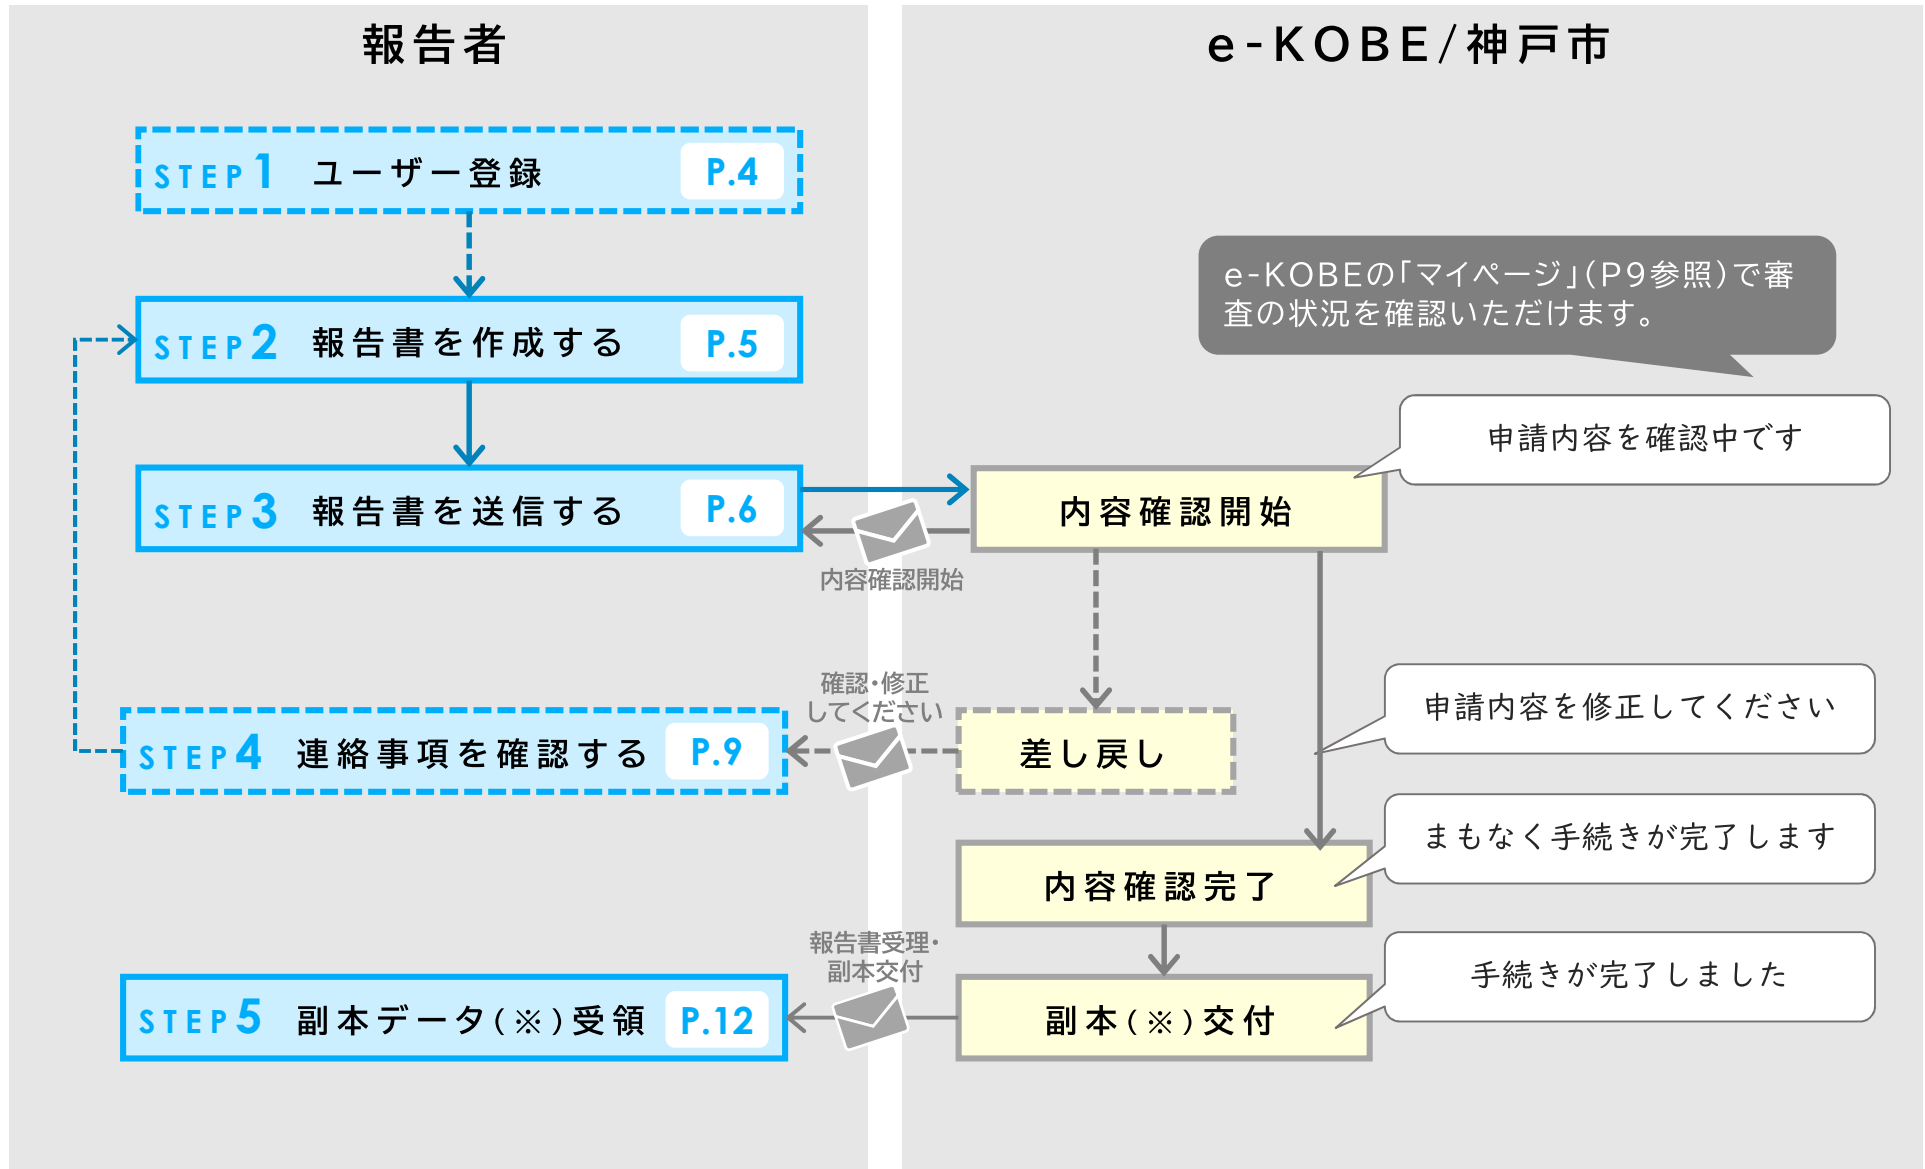 報告者
e-KOBE/神戸市
STEP1 ユーザー登録 P.4
e-KOBEの「マイページ」(P9参照)で審
査の状況を確認いただけます。
STEP2 報告書を作成する P.5
申請内容を確認中です
STEP3 報告書を送信する P.6
内容確認開始
内容確認開始
確認・修正
してください
申請内容を修正してください
STEP4 連絡事項を確認する P.9
差し戻し
まもなく手続きが完了します
内容確認完了
報告書受理・
副本交付
手続きが完了しました
STEP5 副本データ(※)受領 P.12
副本(※)交付